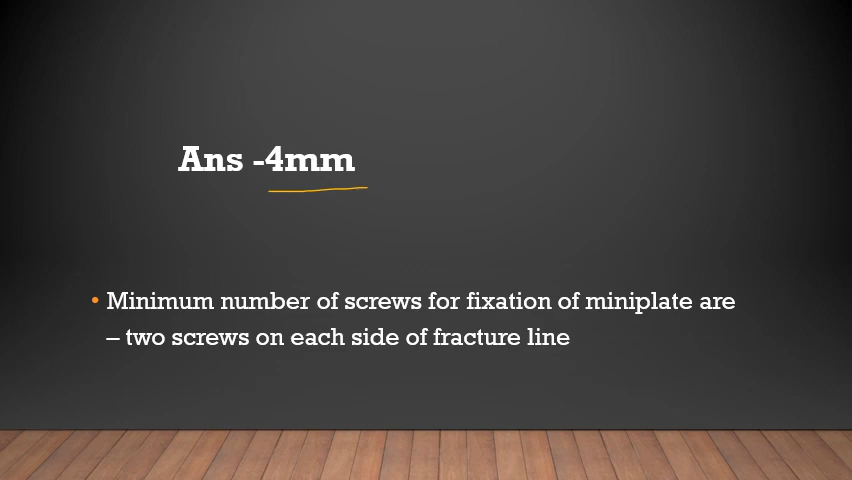 Ans -4mm
• Minimum number of screws for fixation of miniplate are
– two screws on each side of fracture line